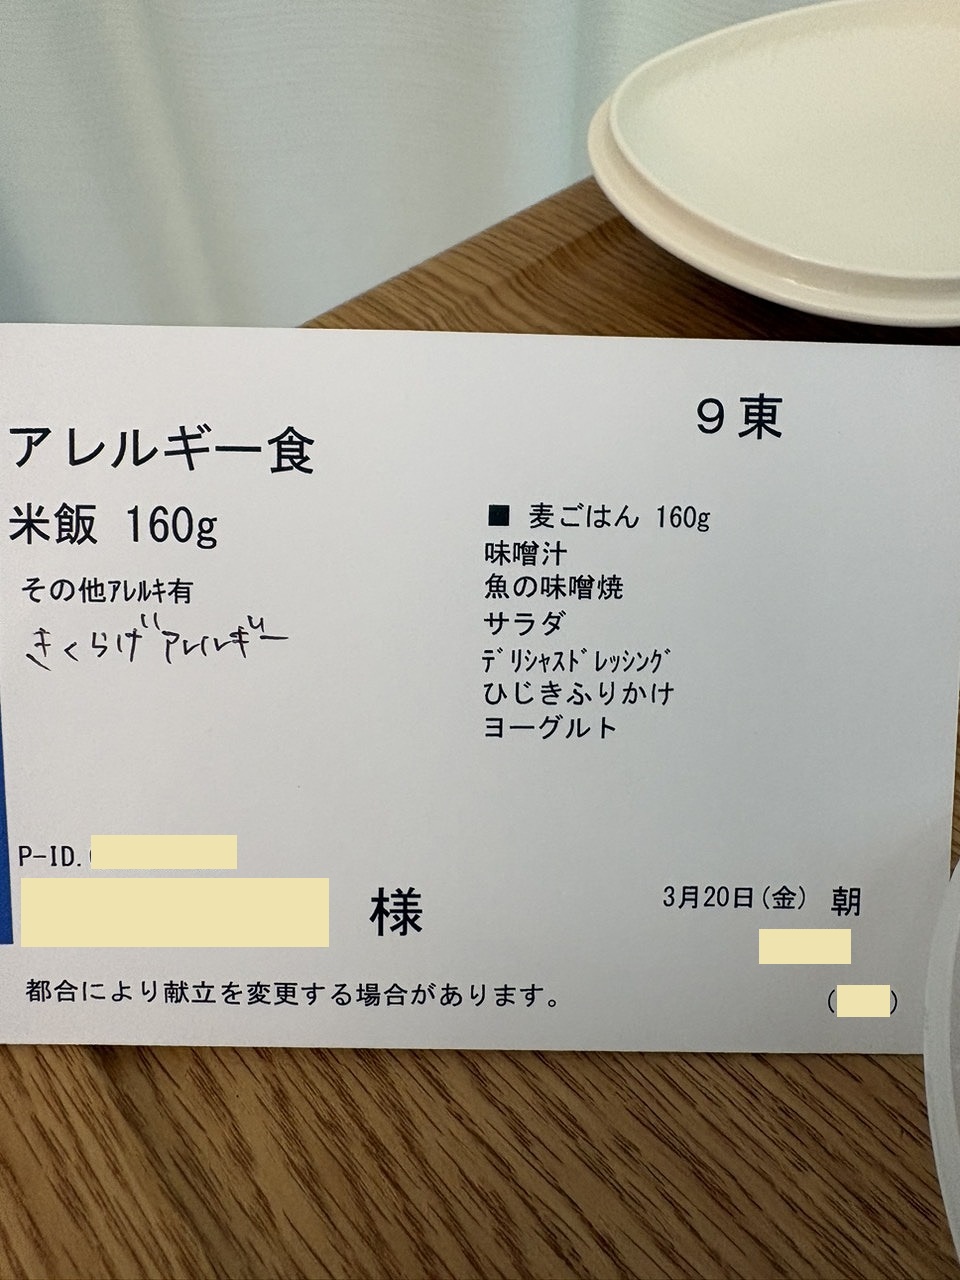 9東
アレルギー食
米飯 160g
その他ｱﾚﾙｷ有
きくらげアレルギー
■ 麦ごはん 160g
味噌汁
魚の味噌焼
サラダ
ﾃﾞﾘｼｬｽﾄﾞﾚｯｼﾝｸﾞ
ひじきふりかけ
ヨーグルト
P-ID.
様
3月20日(金) 朝
( )
都合により献立を変更する場合があります。